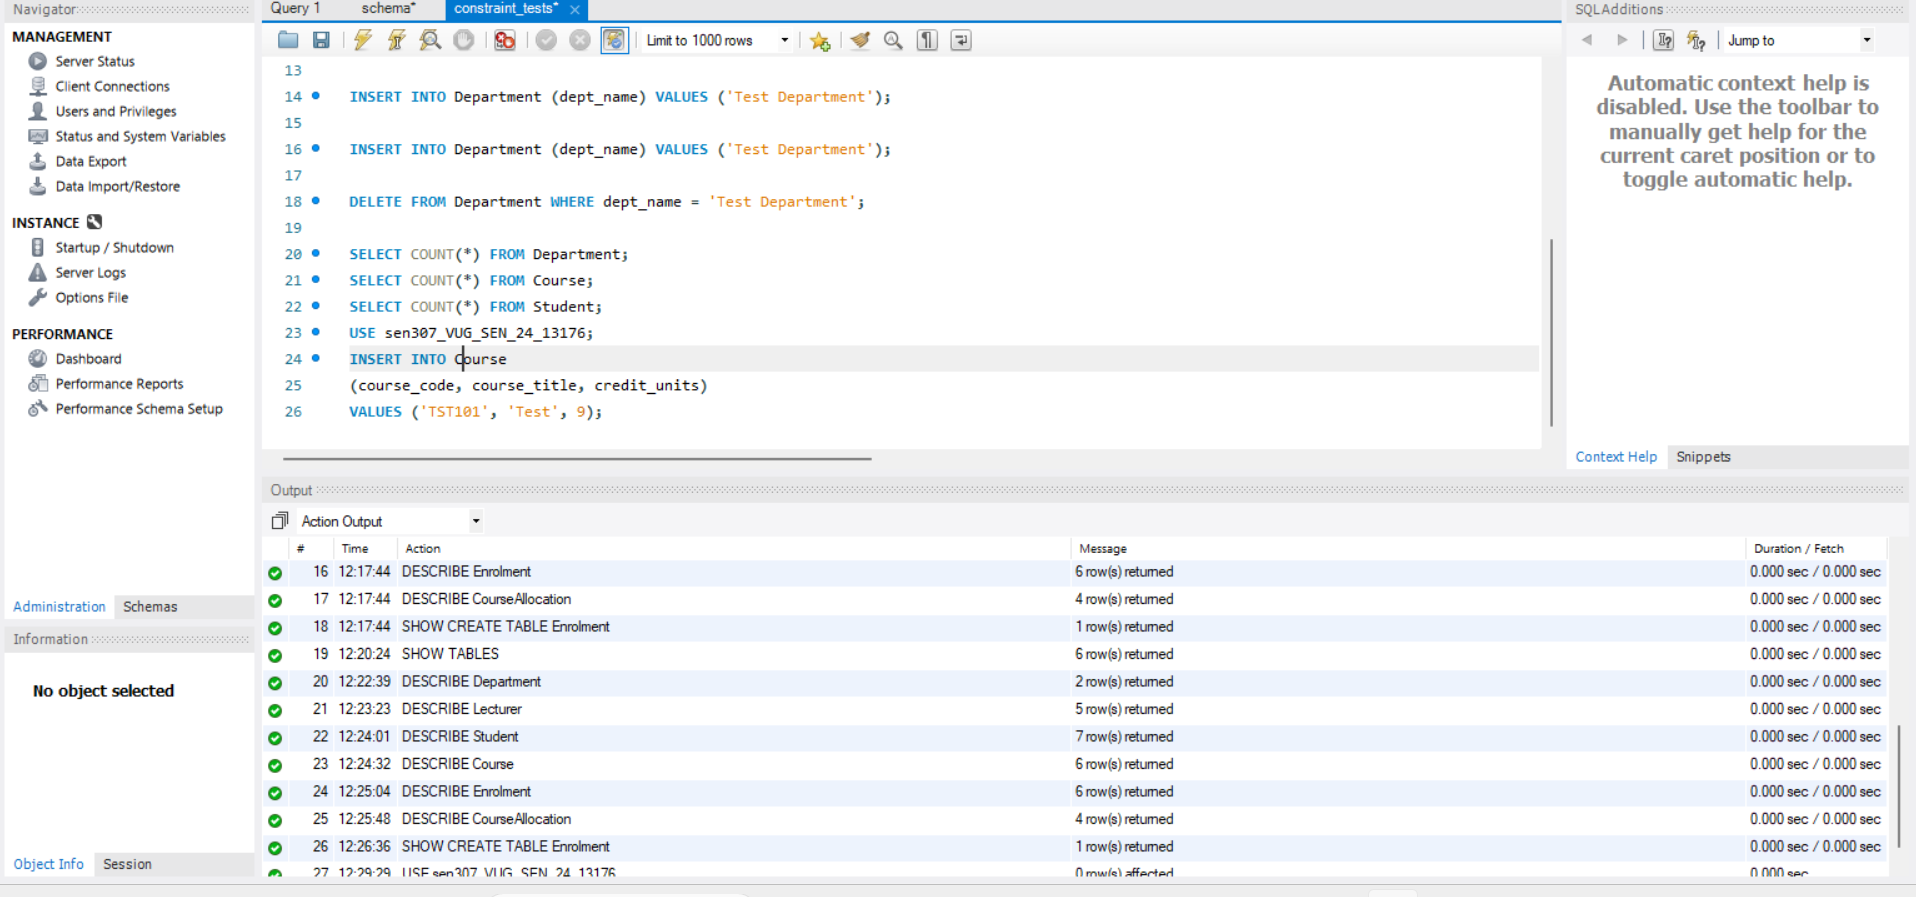 Navigator
MANAGEMENT
Server Status
Client Connections
Users and Privileges
Status and System Variables
Data Export
Data Import/Restore
INSTANCE
Startup / Shutdown
Server Logs
Options File
PERFORMANCE
Dashboard
Performance Reports
Performance Schema Setup
Administration Schemas
Information
No object selected
Object Info Session
Query 1 schema* constraint_tests*
Limit to 1000 rows
13
14 INSERT INTO Department (dept_name) VALUES ('Test Department');
15
16 INSERT INTO Department (dept_name) VALUES ('Test Department');
17
18 DELETE FROM Department WHERE dept_name = 'Test Department';
19
20 SELECT COUNT(*) FROM Department;
21 SELECT COUNT(*) FROM Course;
22 SELECT COUNT(*) FROM Student;
23 USE sen307_VUG_SEN_24_13176;
24 INSERT INTO Course
25 (course_code, course_title, credit_units)
26 VALUES ('TST101', 'Test', 9);
SQLAdditions
Jump to
Automatic context help is
disabled. Use the toolbar to
manually get help for the
current caret position or to
toggle automatic help.
Context Help Snippets
Output
Action Output
# Time Action Message Duration / Fetch
16 12:17:44 DESCRIBE Enrolment 6 row(s) returned 0.000 sec / 0.000 sec
17 12:17:44 DESCRIBE CourseAllocation 4 row(s) returned 0.000 sec / 0.000 sec
18 12:17:44 SHOW CREATE TABLE Enrolment 1 row(s) returned 0.000 sec / 0.000 sec
19 12:20:24 SHOW TABLES 6 row(s) returned 0.000 sec / 0.000 sec
20 12:22:39 DESCRIBE Department 2 row(s) returned 0.000 sec / 0.000 sec
21 12:23:23 DESCRIBE Lecturer 5 row(s) returned 0.000 sec / 0.000 sec
22 12:24:01 DESCRIBE Student 7 row(s) returned 0.000 sec / 0.000 sec
23 12:24:32 DESCRIBE Course 6 row(s) returned 0.000 sec / 0.000 sec
24 12:25:04 DESCRIBE Enrolment 6 row(s) returned 0.000 sec / 0.000 sec
25 12:25:48 DESCRIBE CourseAllocation 4 row(s) returned 0.000 sec / 0.000 sec
26 12:26:36 SHOW CREATE TABLE Enrolment 1 row(s) returned 0.000 sec / 0.000 sec
27 12:29:29 USE sen307_VUG_SEN_24_13176 0 row(s) affected 0.000 sec